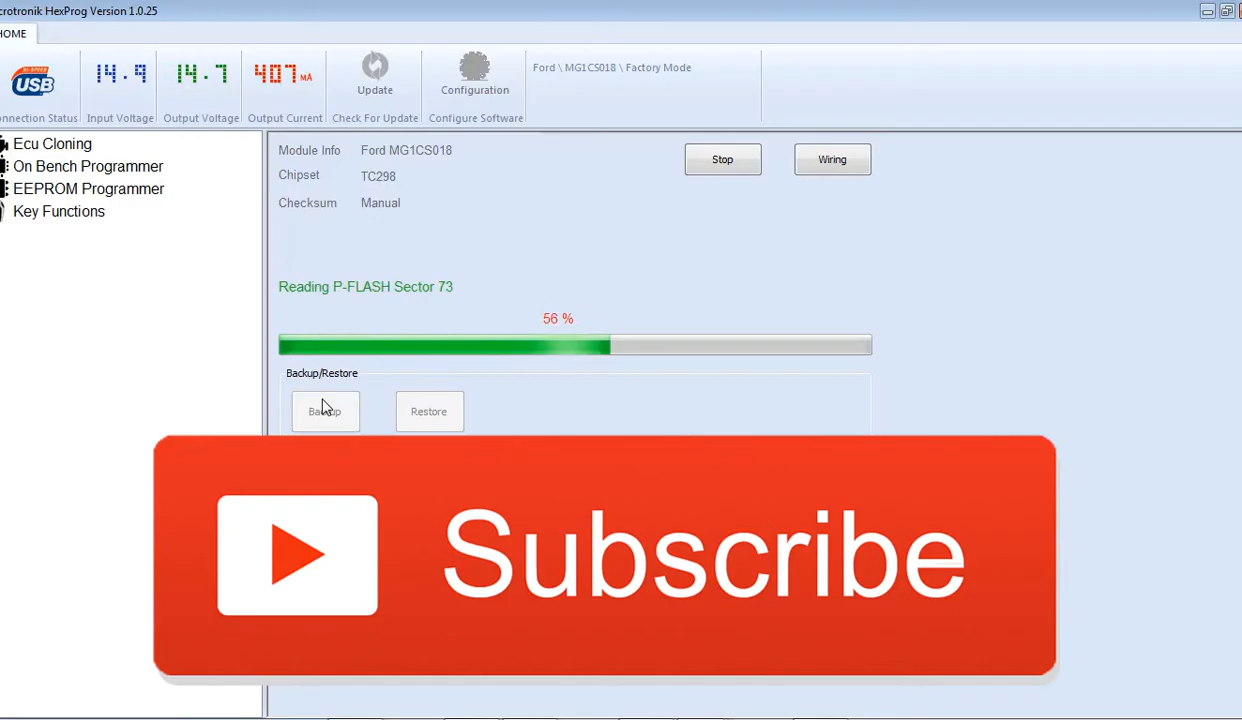 crotronik HexProg Version 1.0.25
HOME
HI-SPEED
USB
14.9
14.7
407 MA
Update
Configuration
Ford \ MG1CS018 \ Factory Mode
nnection Status
Input Voltage
Output Voltage
Output Current
Check For Update
Configure Software
Ecu Cloning
On Bench Programmer
EEPROM Programmer
Key Functions
Module Info Ford MG1CS018
Chipset TC298
Checksum Manual
Stop
Wiring
Reading P-FLASH Sector 73
56 %
Backup/Restore
Backup
Restore
Subscribe